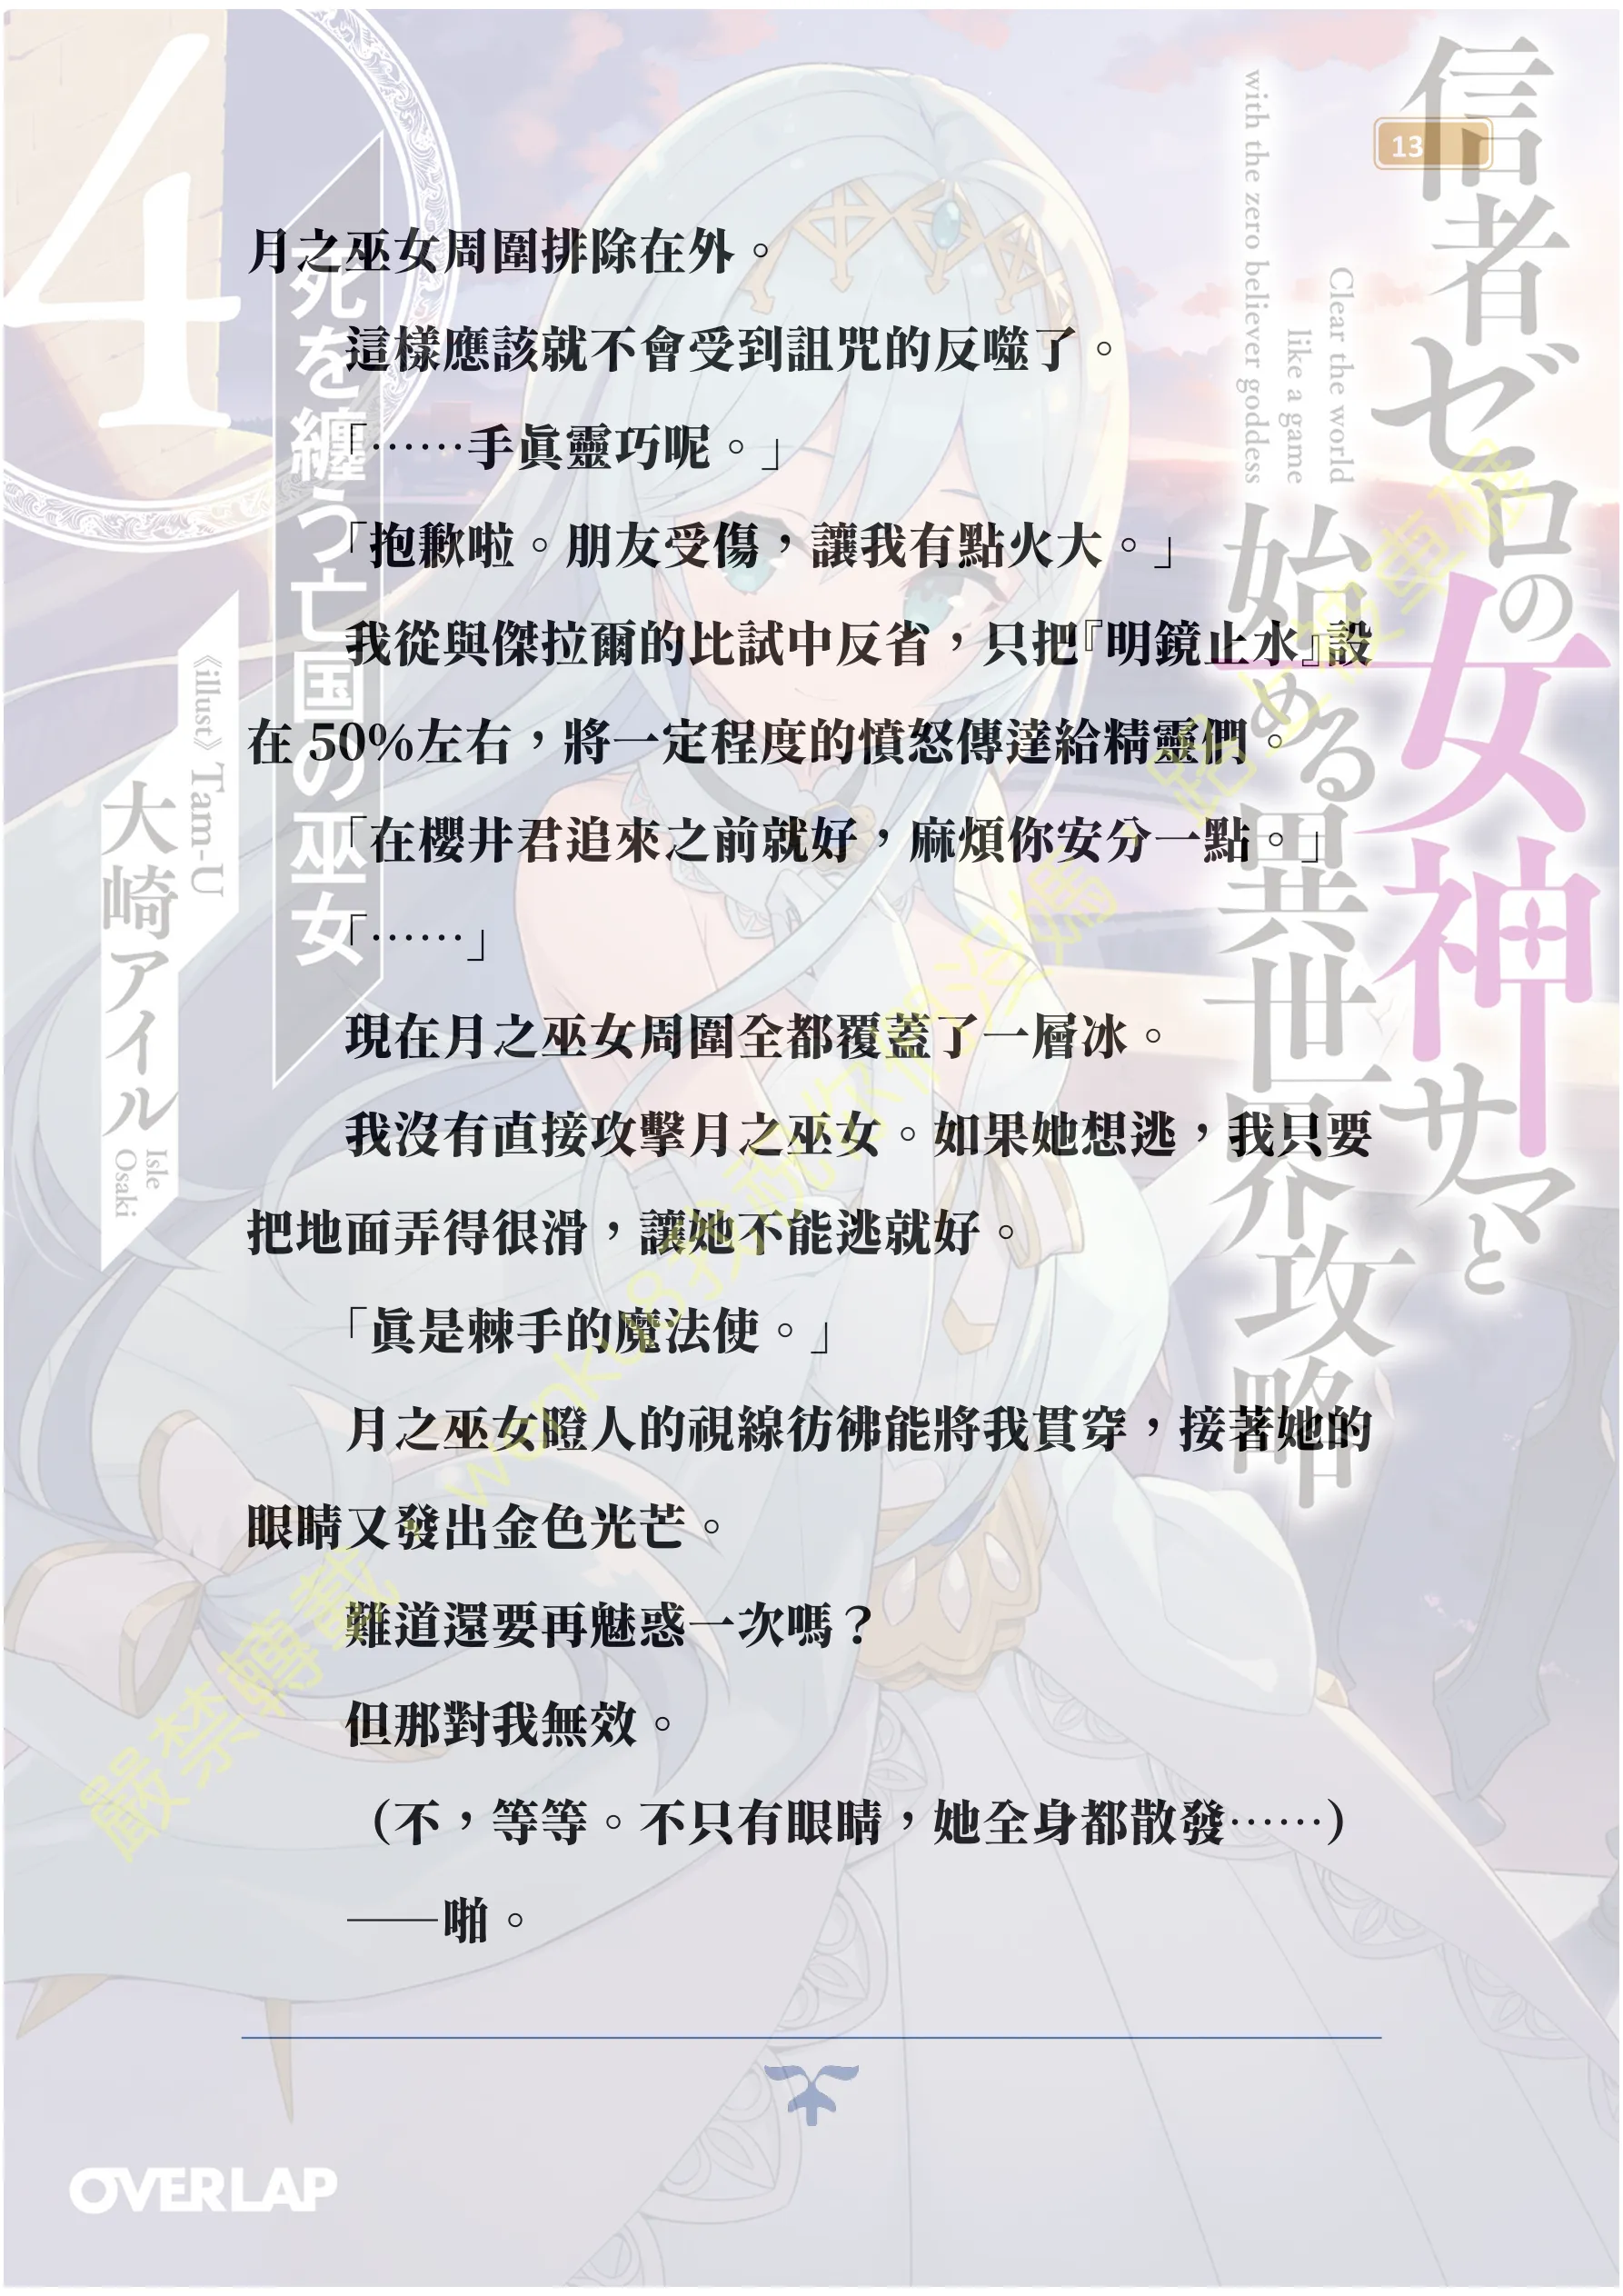 13
月之巫女周圍排除在外。
這樣應該就不會受到詛咒的反噬了。
「……手眞靈巧呢。」
「抱歉啦。朋友受傷，讓我有點火大。」
我從與傑拉爾的比試中反省，只把『明鏡止水』設
在 50%左右，將一定程度的憤怒傳達給精靈們。
「在櫻井君追來之前就好，麻煩你安分一點。」
「……」
現在月之巫女周圍全都覆蓋了一層冰。
我沒有直接攻擊月之巫女。如果她想逃，我只要
把地面弄得很滑，讓她不能逃就好。
「眞是棘手的魔法使。」
月之巫女瞪人的視線彷彿能將我貫穿，接著她的
眼睛又發出金色光芒。
難道還要再魅惑一次嗎？
但那對我無效。
（不，等等。不只有眼睛，她全身都散發……）
——啪。
信者ゼロの女神サマと
始める異世界攻略
Clear the world
like a game
with the zero believer goddess
4
死を纏う亡国の巫女
《illust》Tam-U
大崎アイル
Isle
Osaki
OVERLAP
嚴禁轉載